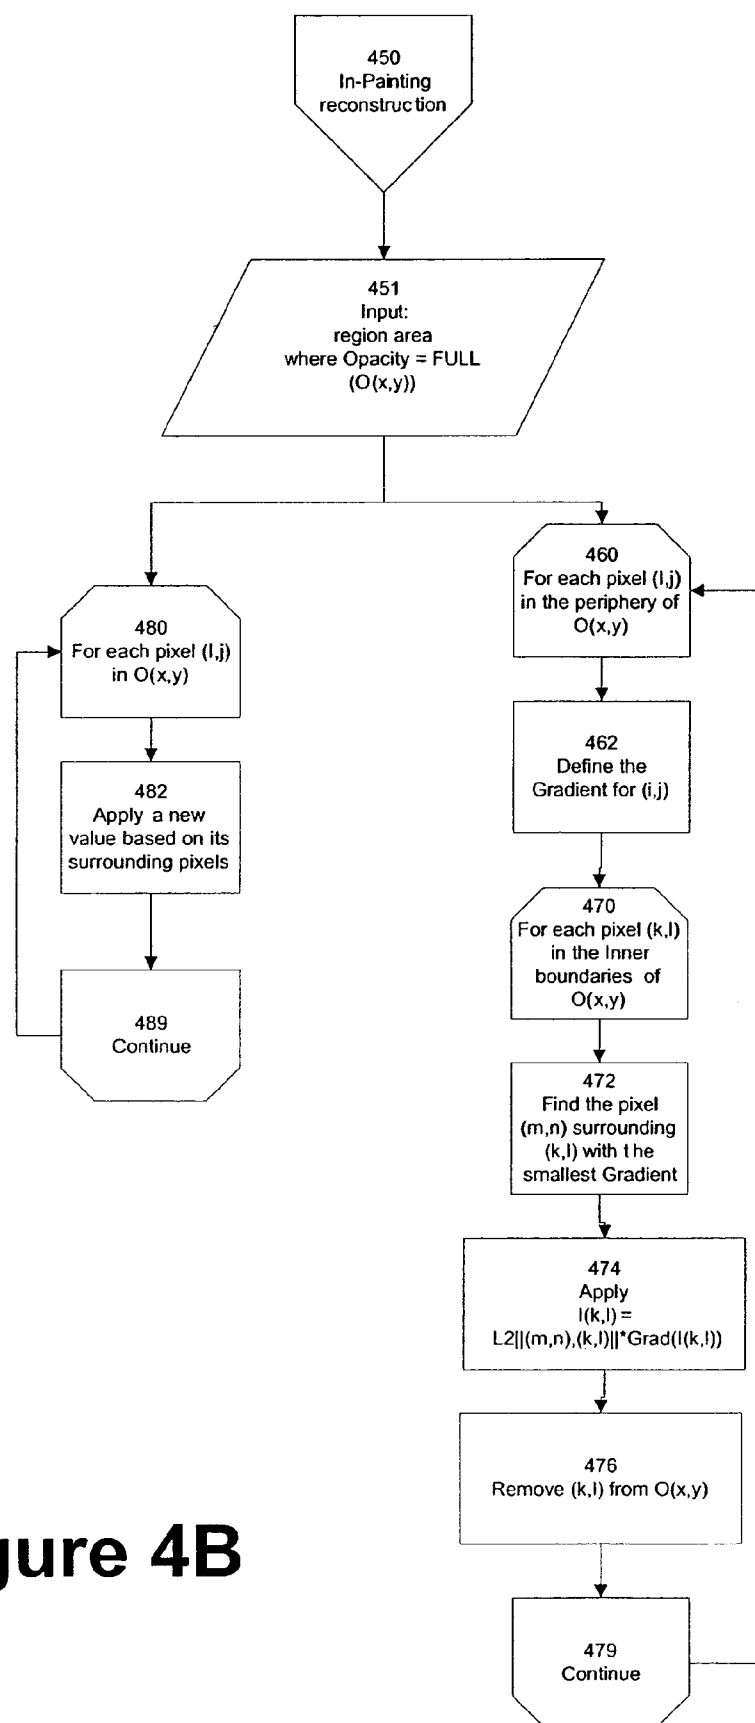 450
In-Painting
reconstruction
451
Input:
region area
where Opacity = FULL
(O(x,y))
480
For each pixel (I,j)
in O(x,y)
482
Apply a new
value based on its
surrounding pixels
489
Continue
460
For each pixel (I,j)
in the periphery of
O(x,y)
462
Define the
Gradient for (i,j)
470
For each pixel (k,l)
in the Inner
boundaries of
O(x,y)
472
Find the pixel
(m,n) surrounding
(k,l) with the
smallest Gradient
474
Apply
I(k,l) =
L2||(m,n),(k,l)||*Grad(I(k,l))
476
Remove (k,l) from O(x,y)
479
Continue
gure 4B